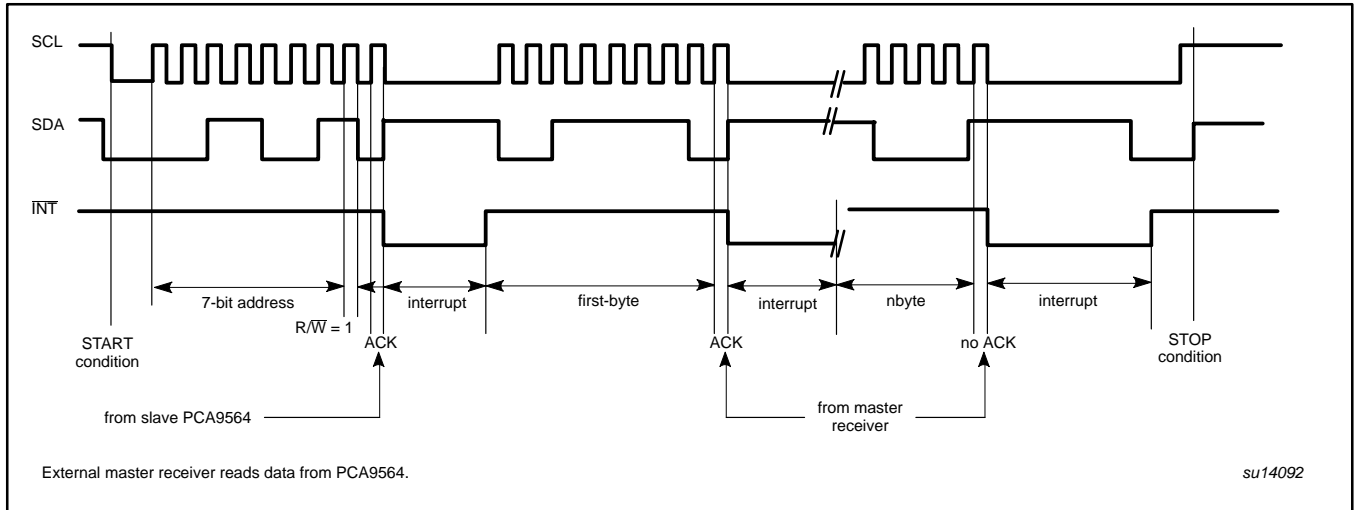 SCL
SDA
INT
7-bit address
interrupt
first-byte
interrupt
nbyte
interrupt
R/W = 1
START
condition
ACK
ACK
no ACK
STOP
condition
from slave PCA9564
from master
receiver
External master receiver reads data from PCA9564.
su14092